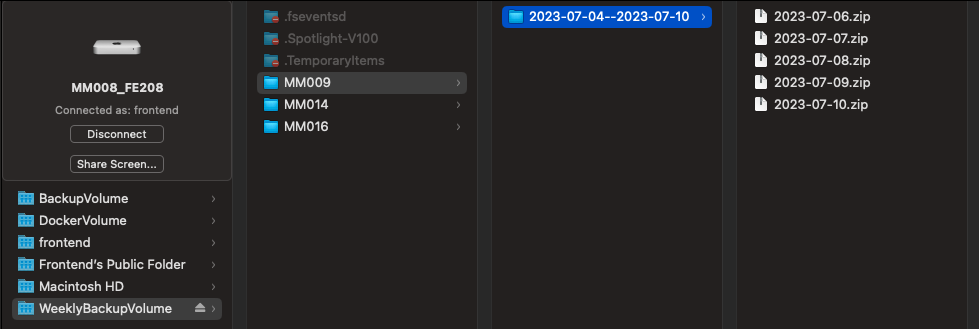 MM008_FE208
Connected as: frontend
Disconnect
Share Screen...
BackupVolume
DockerVolume
frontend
Frontend's Public Folder
Macintosh HD
WeeklyBackupVolume
.fseventsd
.Spotlight-V100
.TemporaryItems
MM009
MM014
MM016
2023-07-04--2023-07-10
2023-07-06.zip
2023-07-07.zip
2023-07-08.zip
2023-07-09.zip
2023-07-10.zip